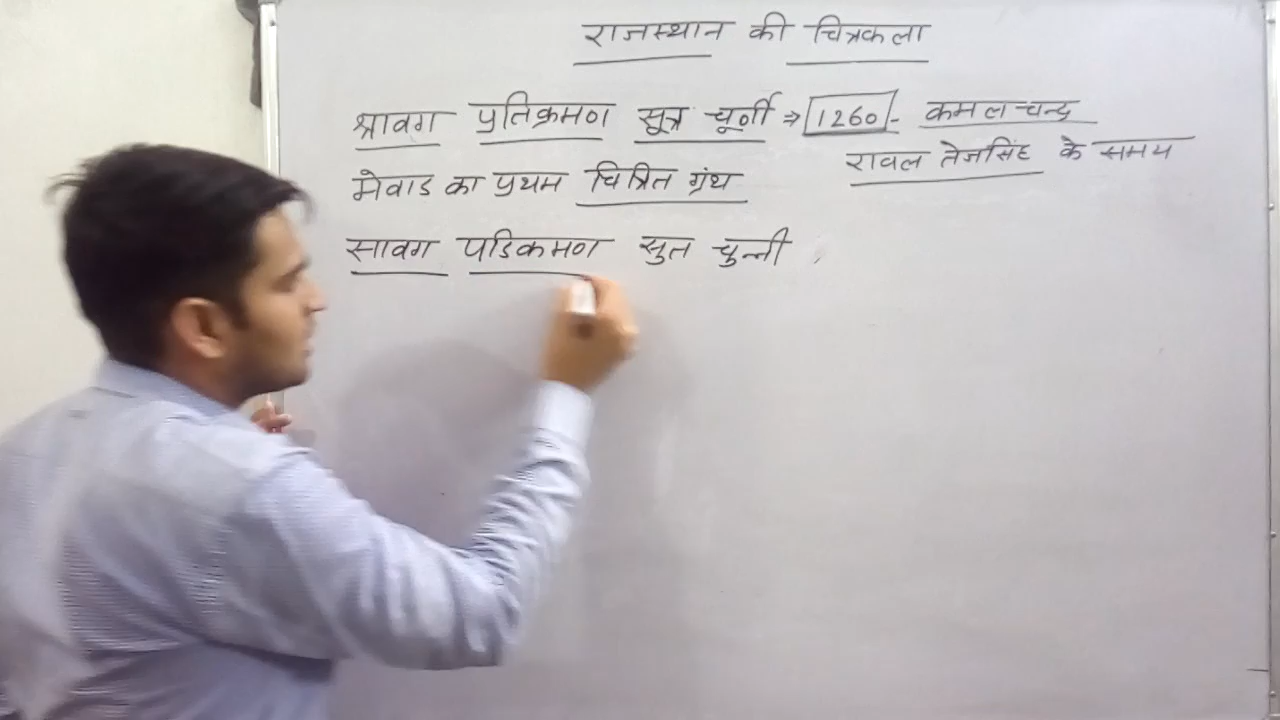 राजस्थान की चित्रकला
श्रावग प्रतिक्रमण सूत्र चूर्णी ⇒ 1260 - कमलचन्द्र
रावल तेजसिंह के समय
मेवाड का प्रथम चित्रित ग्रंथ
सावग पडिकमण सुत चुन्नी